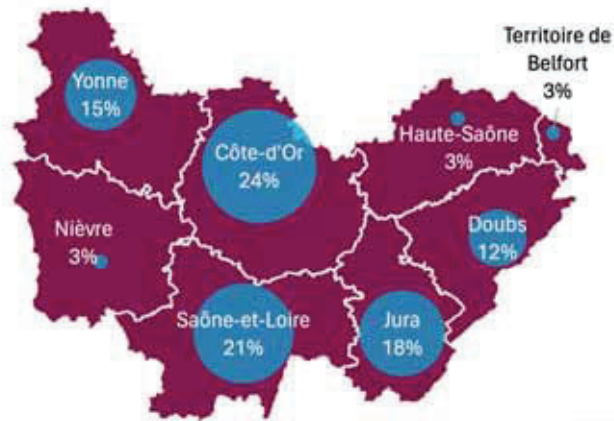 Territoire de
Belfort
3%
Yonne
15%
Côte-d'Or
24%
Haute-Saône
3%
Nièvre
3%
Doubs
12%
Saône-et-Loire
21%
Jura
18%